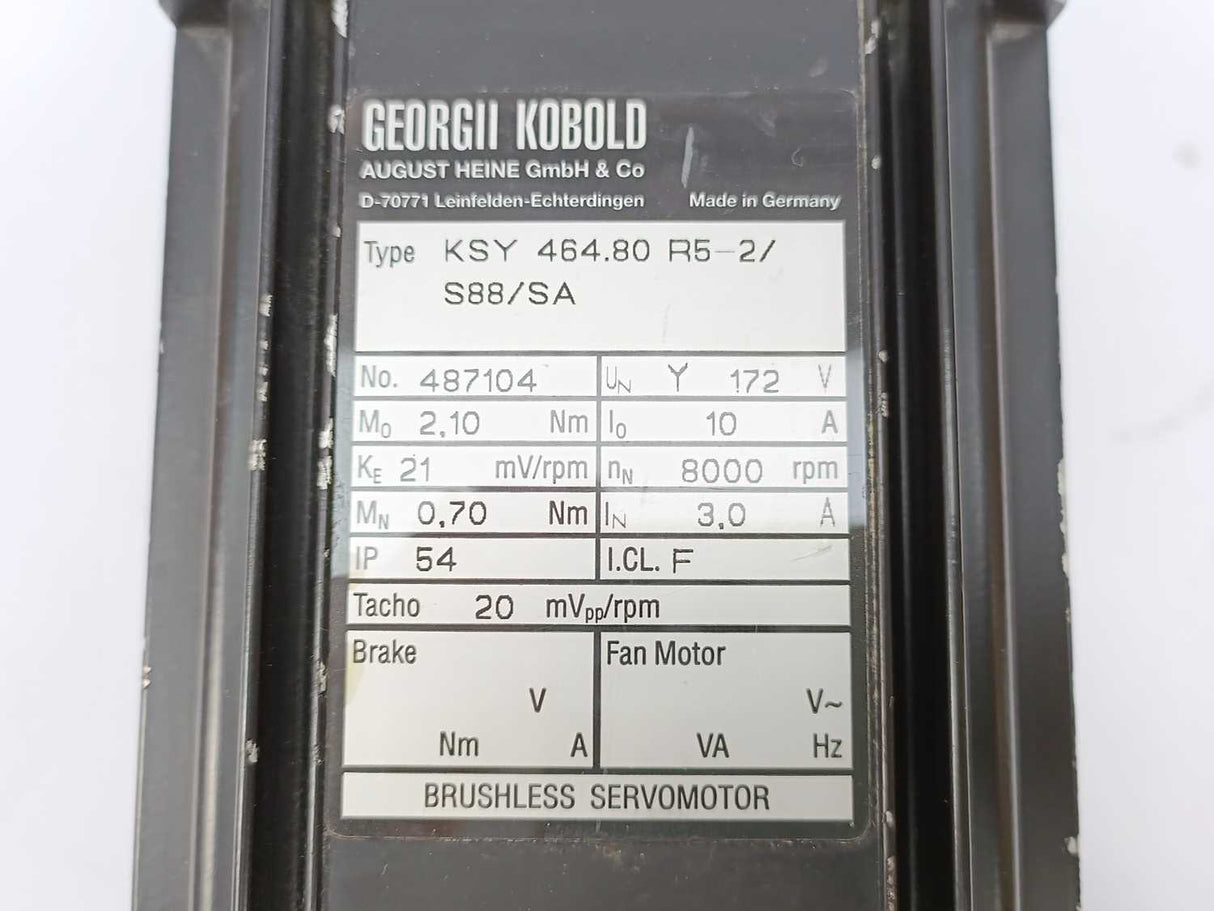 GEORGII KOBOLD
AUGUST HEINE GmbH & Co
D-70771 Leinfelden-Echterdingen Made in Germany
Type KSY 464.80 R5-2/
S88/SA
No. 487104 UN Y 172 V
M0 2,10 Nm I0 10 A
KE 21 mV/rpm nN 8000 rpm
MN 0,70 Nm IN 3,0 A
IP 54 I.CL. F
Tacho 20 mVpp/rpm
Brake Fan Motor
V V~
Nm A VA Hz
BRUSHLESS SERVOMOTOR